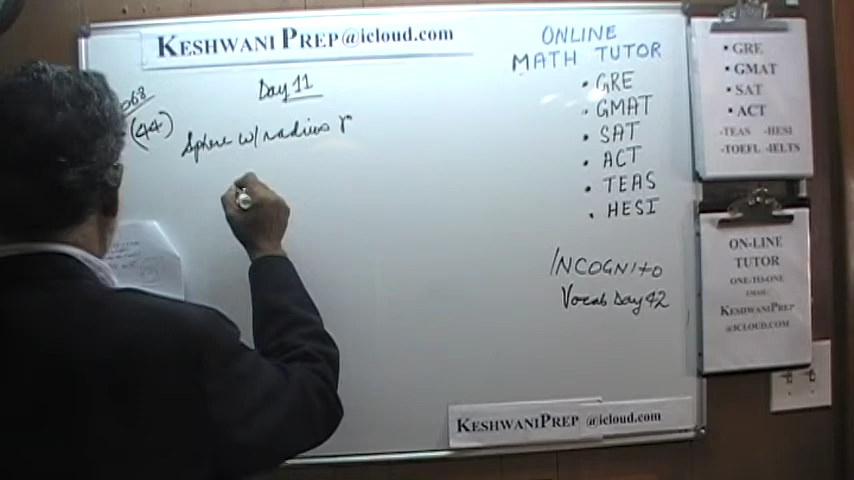 KESHWANI PREP@icloud.com
Day 11
068
(44)
Sphere w/ radius r
ONLINE
MATH TUTOR
• GRE
• GMAT
• SAT
• ACT
• TEAS
• HESI
INCOGNITO
Vocab Day 42
KESHWANIPREP @icloud.com
• GRE
• GMAT
• SAT
• ACT
-TEAS -HESI
-TOEFL -IELTS
ON-LINE
TUTOR
ONE-TO-ONE
EMAIL:
KESHWANIPREP
@ICLOUD.COM